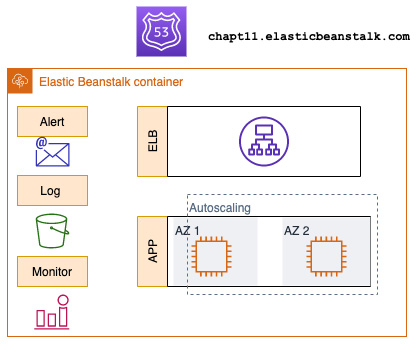 53
chapt11.elasticbeanstalk.com
Elastic Beanstalk container
Alert
@
Log
Monitor
ELB
Autoscaling
APP
AZ 1
AZ 2